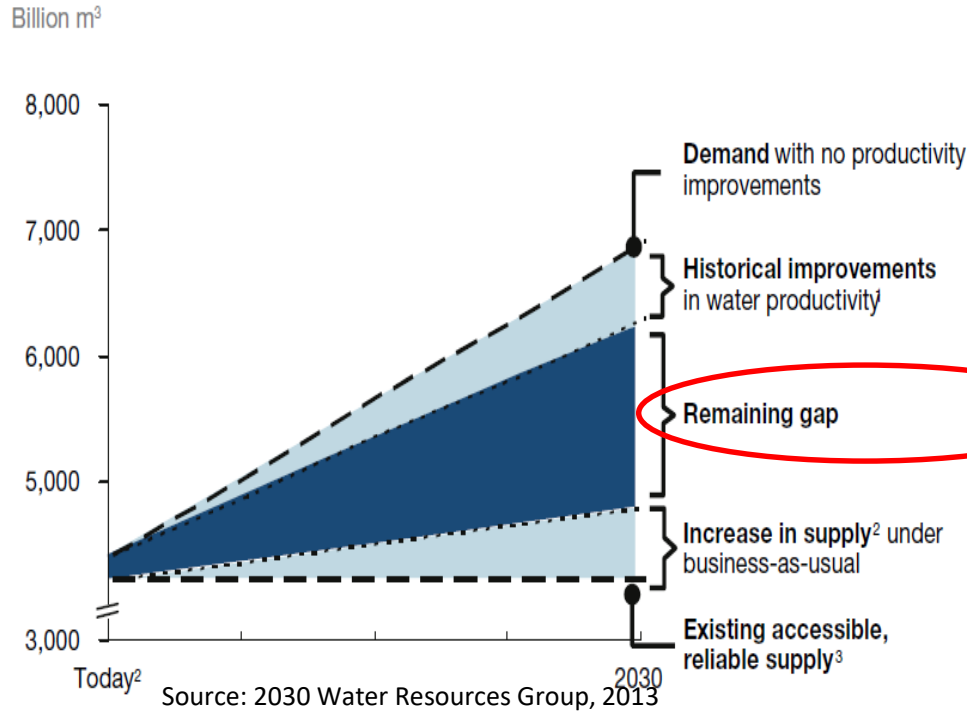 Billion m³
8,000
7,000
6,000
5,000
3,000
Demand with no productivity
improvements
Historical improvements
in water productivity¹
Remaining gap
Increase in supply² under
business-as-usual
Existing accessible,
reliable supply³
Today²
2030
Source: 2030 Water Resources Group, 2013